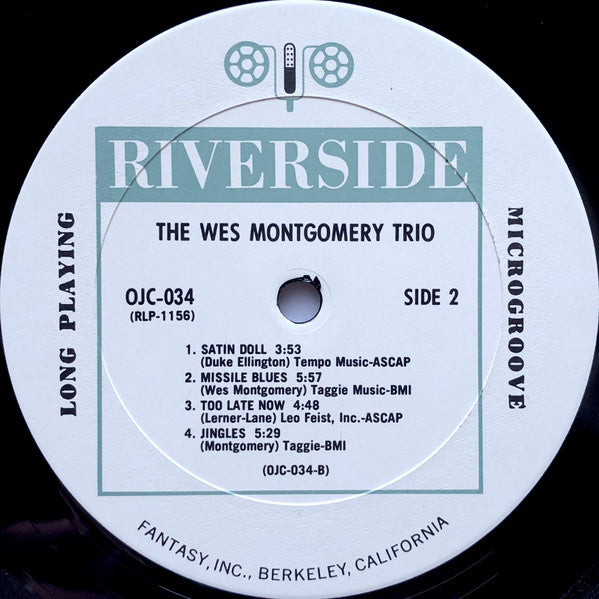 RIVERSIDE
LONG PLAYING
MICROGROOVE
THE WES MONTGOMERY TRIO
OJC-034
(RLP-1156)
SIDE 2
1. SATIN DOLL 3:53
(Duke Ellington) Tempo Music-ASCAP
2. MISSILE BLUES 5:57
(Wes Montgomery) Taggie Music-BMI
3. TOO LATE NOW 4:48
(Lerner-Lane) Leo Feist, Inc.-ASCAP
4. JINGLES 5:29
(Montgomery) Taggie-BMI
(OJC-034-B)
FANTASY, INC., BERKELEY, CALIFORNIA